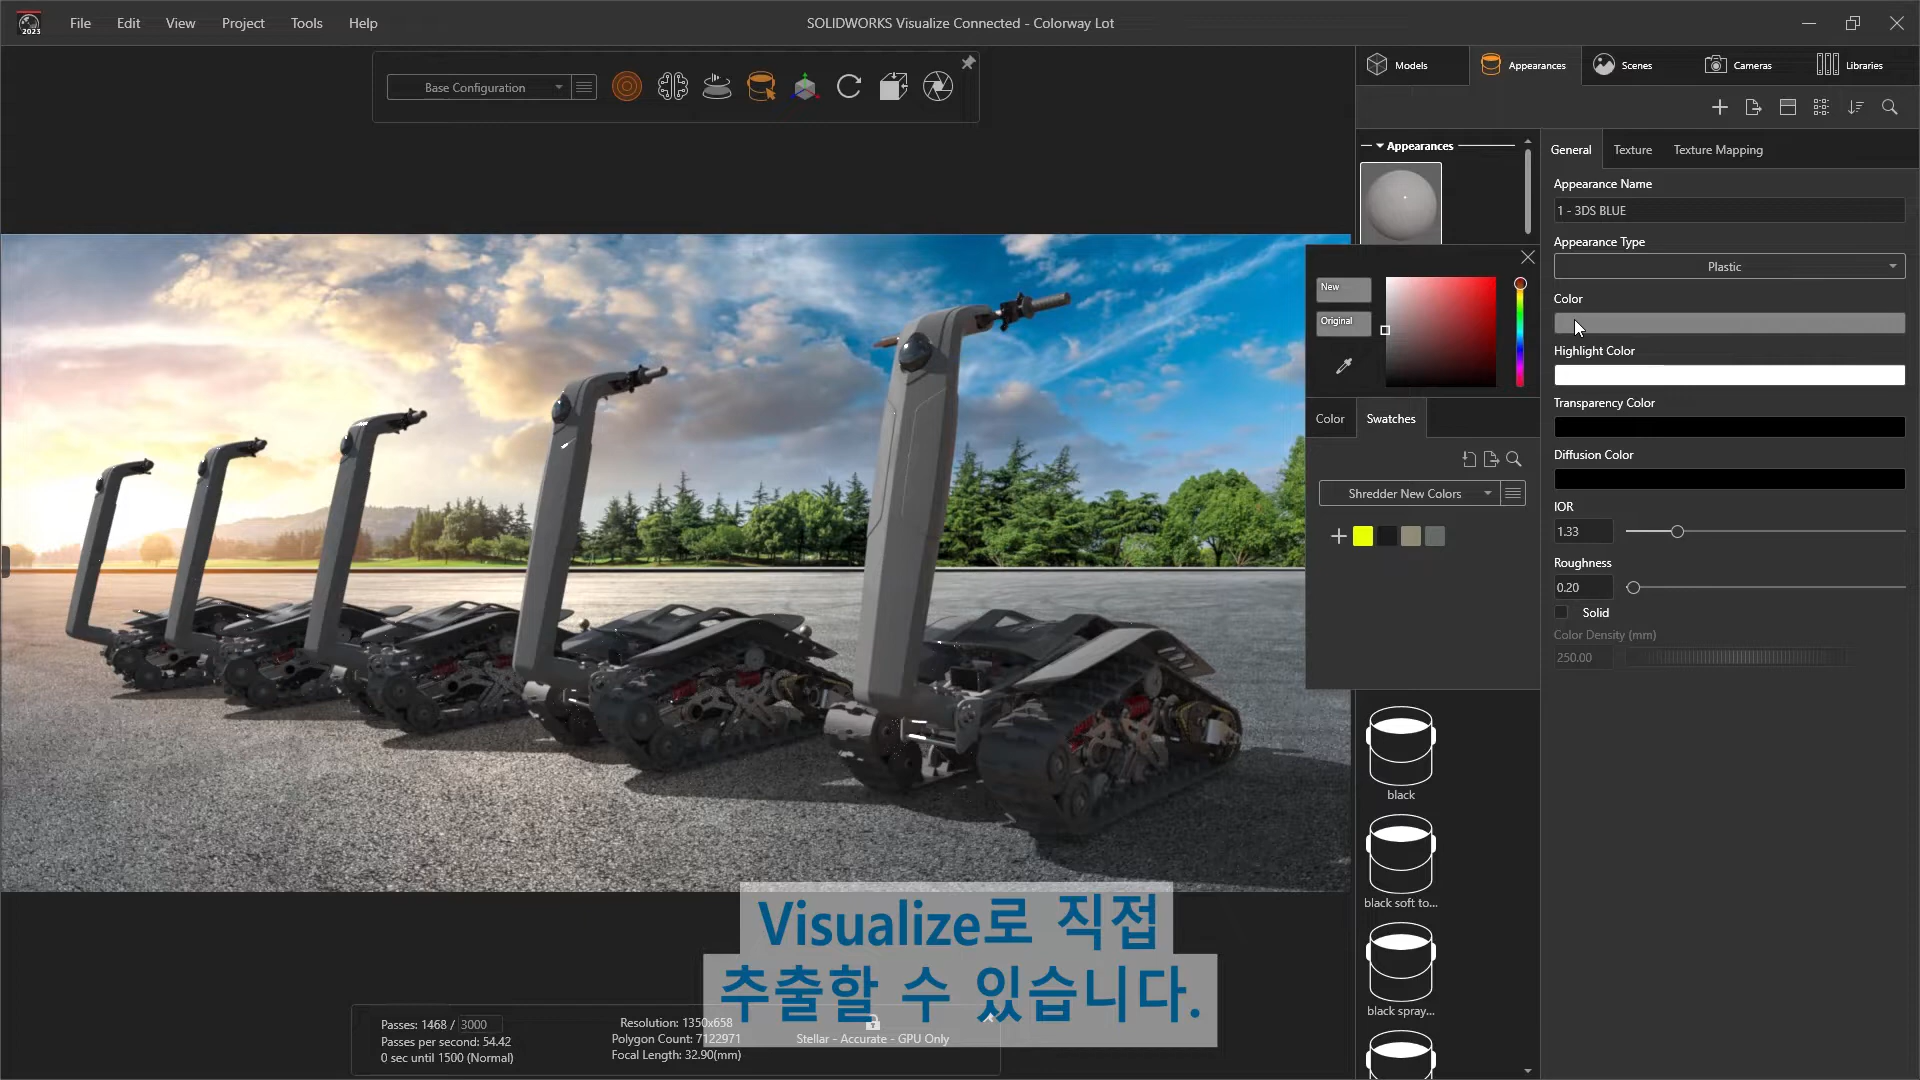 2023
File
Edit
View
Project
Tools
Help
SOLIDWORKS Visualize Connected - Colorway Lot
Base Configuration
Models
Appearances
Scenes
Cameras
Libraries
Appearances
General
Texture
Texture Mapping
Appearance Name
1 - 3DS BLUE
Appearance Type
Plastic
Color
Highlight Color
Transparency Color
Diffusion Color
IOR
1.33
Roughness
0.20
Solid
Color Density (mm)
250.00
New
Original
Color
Swatches
Shredder New Colors
black
black soft to...
black spray...
Visualize로 직접
추출할 수 있습니다.
Passes: 1468 / 3000
Passes per second: 54.42
0 sec until 1500 (Normal)
Resolution: 1350x658
Polygon Count: 7122971
Focal Length: 32.90(mm)
Stellar - Accurate - GPU Only